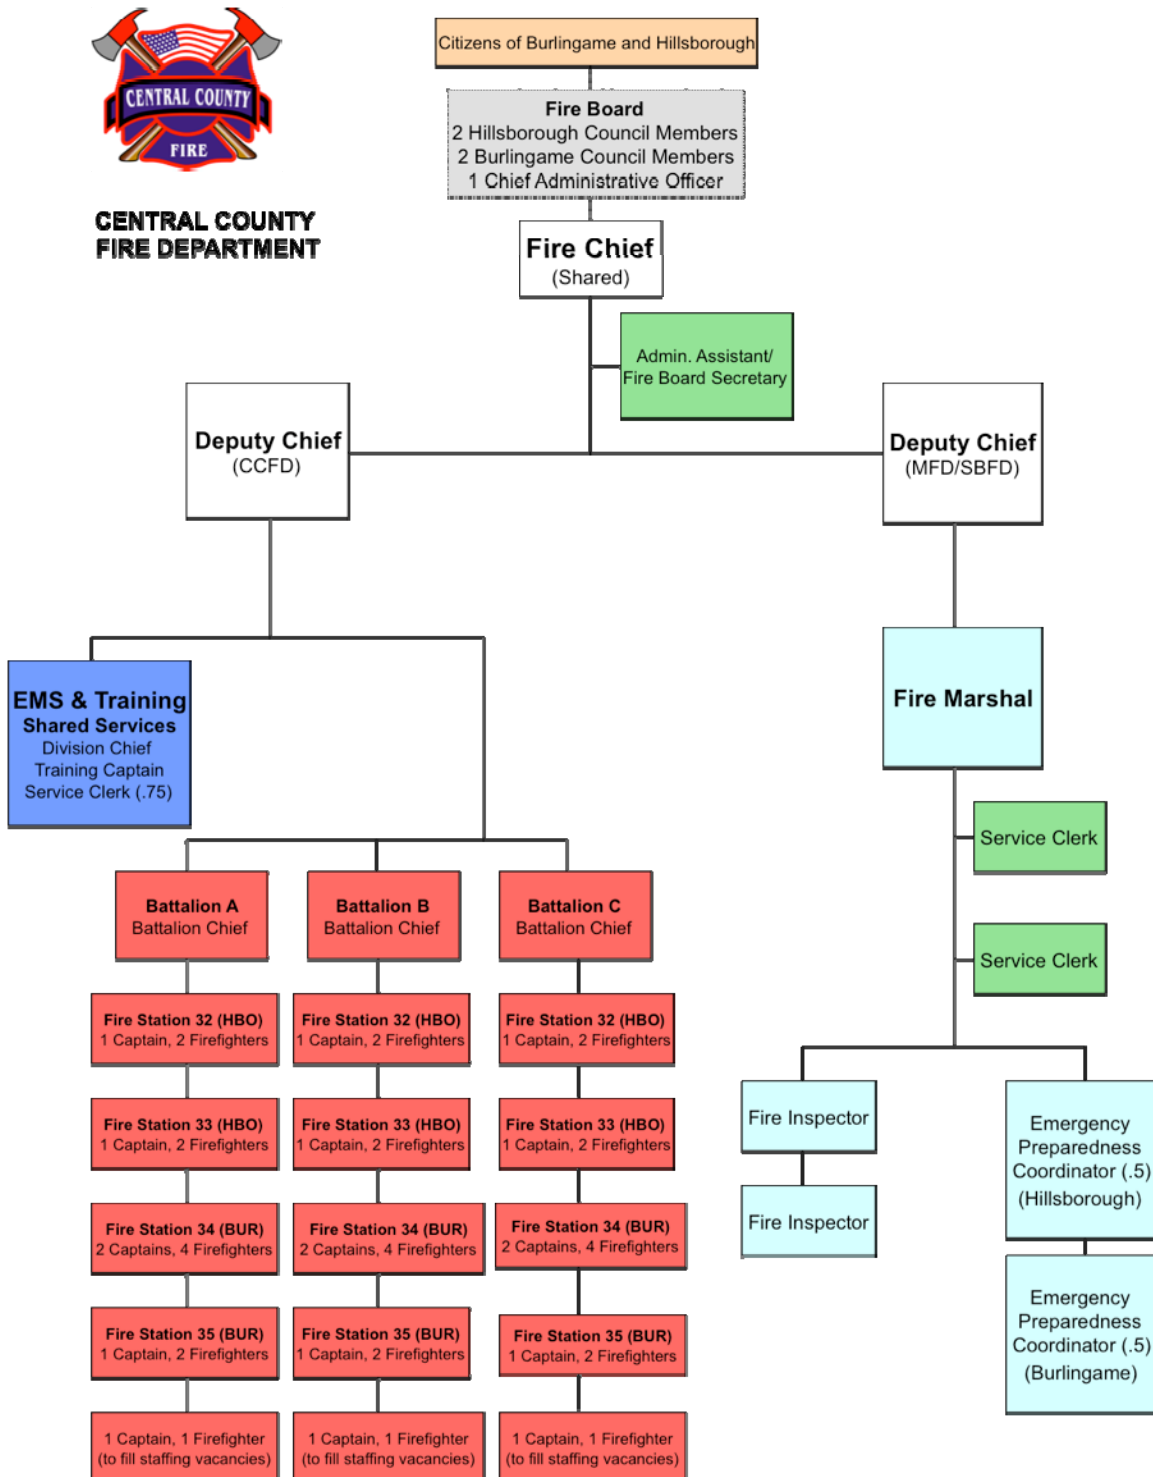 CENTRAL COUNTY
FIRE
CENTRAL COUNTY
FIRE DEPARTMENT
Citizens of Burlingame and Hillsborough
Fire Board
2 Hillsborough Council Members
2 Burlingame Council Members
1 Chief Administrative Officer
Fire Chief
(Shared)
Admin. Assistant/
Fire Board Secretary
Deputy Chief
(CCFD)
Deputy Chief
(MFD/SBFD)
EMS & Training
Shared Services
Division Chief
Training Captain
Service Clerk (.75)
Fire Marshal
Service Clerk
Service Clerk
Battalion A
Battalion Chief
Fire Station 32 (HBO)
1 Captain, 2 Firefighters
Fire Station 33 (HBO)
1 Captain, 2 Firefighters
Fire Station 34 (BUR)
2 Captains, 4 Firefighters
Fire Station 35 (BUR)
1 Captain, 2 Firefighters
1 Captain, 1 Firefighter
(to fill staffing vacancies)
Battalion B
Battalion Chief
Fire Station 32 (HBO)
1 Captain, 2 Firefighters
Fire Station 33 (HBO)
1 Captain, 2 Firefighters
Fire Station 34 (BUR)
2 Captains, 4 Firefighters
Fire Station 35 (BUR)
1 Captain, 2 Firefighters
1 Captain, 1 Firefighter
(to fill staffing vacancies)
Battalion C
Battalion Chief
Fire Station 32 (HBO)
1 Captain, 2 Firefighters
Fire Station 33 (HBO)
1 Captain, 2 Firefighters
Fire Station 34 (BUR)
2 Captains, 4 Firefighters
Fire Station 35 (BUR)
1 Captain, 2 Firefighters
1 Captain, 1 Firefighter
(to fill staffing vacancies)
Fire Inspector
Fire Inspector
Emergency
Preparedness
Coordinator (.5)
(Hillsborough)
Emergency
Preparedness
Coordinator (.5)
(Burlingame)